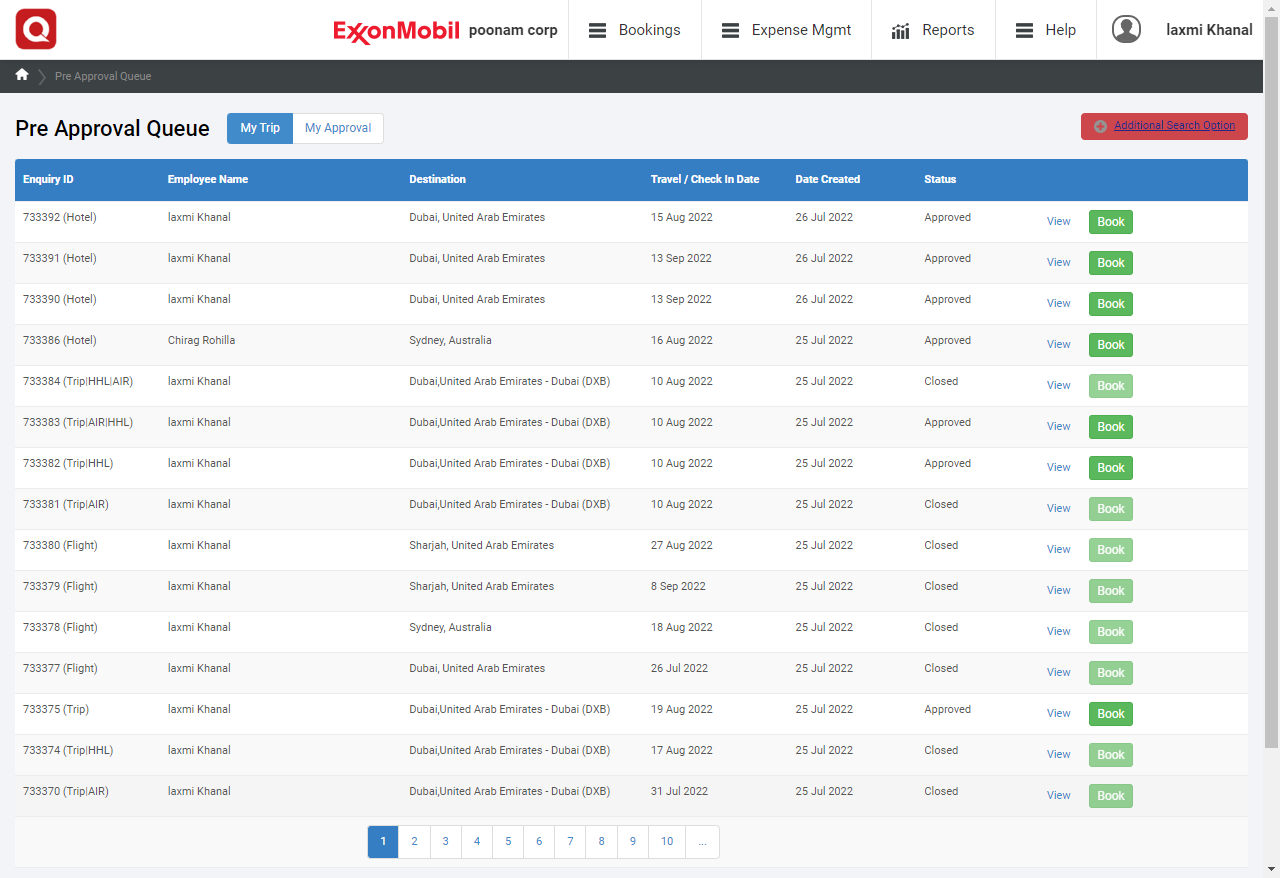 Q ExxonMobil poonam corp Bookings Expense Mgmt Reports Help laxmi Khanal
Pre Approval Queue
Pre Approval Queue My Trip My Approval Additional Search Option
Enquiry ID Employee Name Destination Travel / Check In Date Date Created Status
733392 (Hotel) laxmi Khanal Dubai, United Arab Emirates 15 Aug 2022 26 Jul 2022 Approved View Book
733391 (Hotel) laxmi Khanal Dubai, United Arab Emirates 13 Sep 2022 26 Jul 2022 Approved View Book
733390 (Hotel) laxmi Khanal Dubai, United Arab Emirates 13 Sep 2022 26 Jul 2022 Approved View Book
733386 (Hotel) Chirag Rohilla Sydney, Australia 16 Aug 2022 25 Jul 2022 Approved View Book
733384 (Trip|HHL|AIR) laxmi Khanal Dubai,United Arab Emirates - Dubai (DXB) 10 Aug 2022 25 Jul 2022 Closed View Book
733383 (Trip|AIR|HHL) laxmi Khanal Dubai,United Arab Emirates - Dubai (DXB) 10 Aug 2022 25 Jul 2022 Approved View Book
733382 (Trip|HHL) laxmi Khanal Dubai,United Arab Emirates - Dubai (DXB) 10 Aug 2022 25 Jul 2022 Approved View Book
733381 (Trip|AIR) laxmi Khanal Dubai,United Arab Emirates - Dubai (DXB) 10 Aug 2022 25 Jul 2022 Closed View Book
733380 (Flight) laxmi Khanal Sharjah, United Arab Emirates 27 Aug 2022 25 Jul 2022 Closed View Book
733379 (Flight) laxmi Khanal Sharjah, United Arab Emirates 8 Sep 2022 25 Jul 2022 Closed View Book
733378 (Flight) laxmi Khanal Sydney, Australia 18 Aug 2022 25 Jul 2022 Closed View Book
733377 (Flight) laxmi Khanal Dubai, United Arab Emirates 26 Jul 2022 25 Jul 2022 Closed View Book
733375 (Trip) laxmi Khanal Dubai,United Arab Emirates - Dubai (DXB) 19 Aug 2022 25 Jul 2022 Approved View Book
733374 (Trip|HHL) laxmi Khanal Dubai,United Arab Emirates - Dubai (DXB) 17 Aug 2022 25 Jul 2022 Closed View Book
733370 (Trip|AIR) laxmi Khanal Dubai,United Arab Emirates - Dubai (DXB) 31 Jul 2022 25 Jul 2022 Closed View Book
1 2 3 4 5 6 7 8 9 10 ...